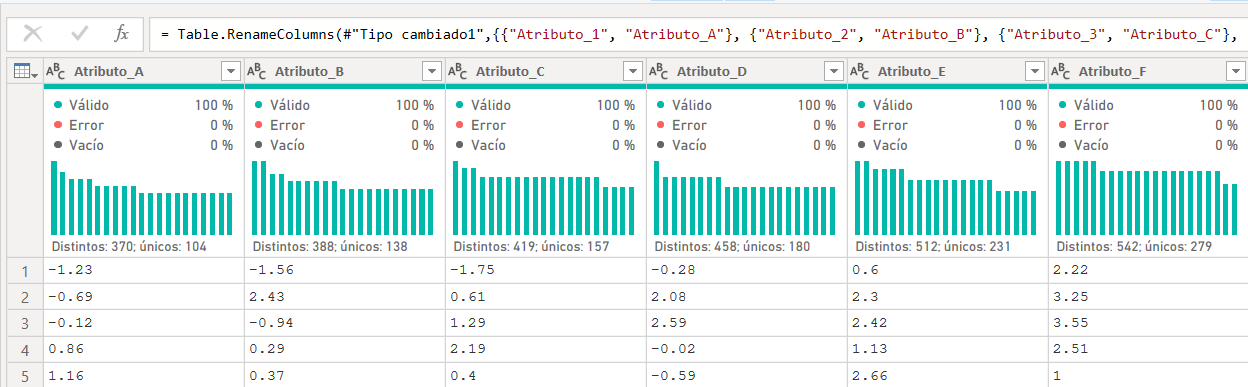 fx = Table.RenameColumns(#"Tipo cambiado1",{{"Atributo_1", "Atributo_A"}, {"Atributo_2", "Atributo_B"}, {"Atributo_3", "Atributo_C"},
ABC Atributo_A ABC Atributo_B ABC Atributo_C ABC Atributo_D ABC Atributo_E ABC Atributo_F
Válido 100 % Válido 100 % Válido 100 % Válido 100 % Válido 100 % Válido 100 %
Error 0 % Error 0 % Error 0 % Error 0 % Error 0 % Error 0 %
Vacío 0 % Vacío 0 % Vacío 0 % Vacío 0 % Vacío 0 % Vacío 0 %
Distintos: 370; únicos: 104 Distintos: 388; únicos: 138 Distintos: 419; únicos: 157 Distintos: 458; únicos: 180 Distintos: 512; únicos: 231 Distintos: 542; únicos: 279
1 -1.23 -1.56 -1.75 -0.28 0.6 2.22
2 -0.69 2.43 0.61 2.08 2.3 3.25
3 -0.12 -0.94 1.29 2.59 2.42 3.55
4 0.86 0.29 2.19 -0.02 1.13 2.51
5 1.16 0.37 0.4 -0.59 2.66 1